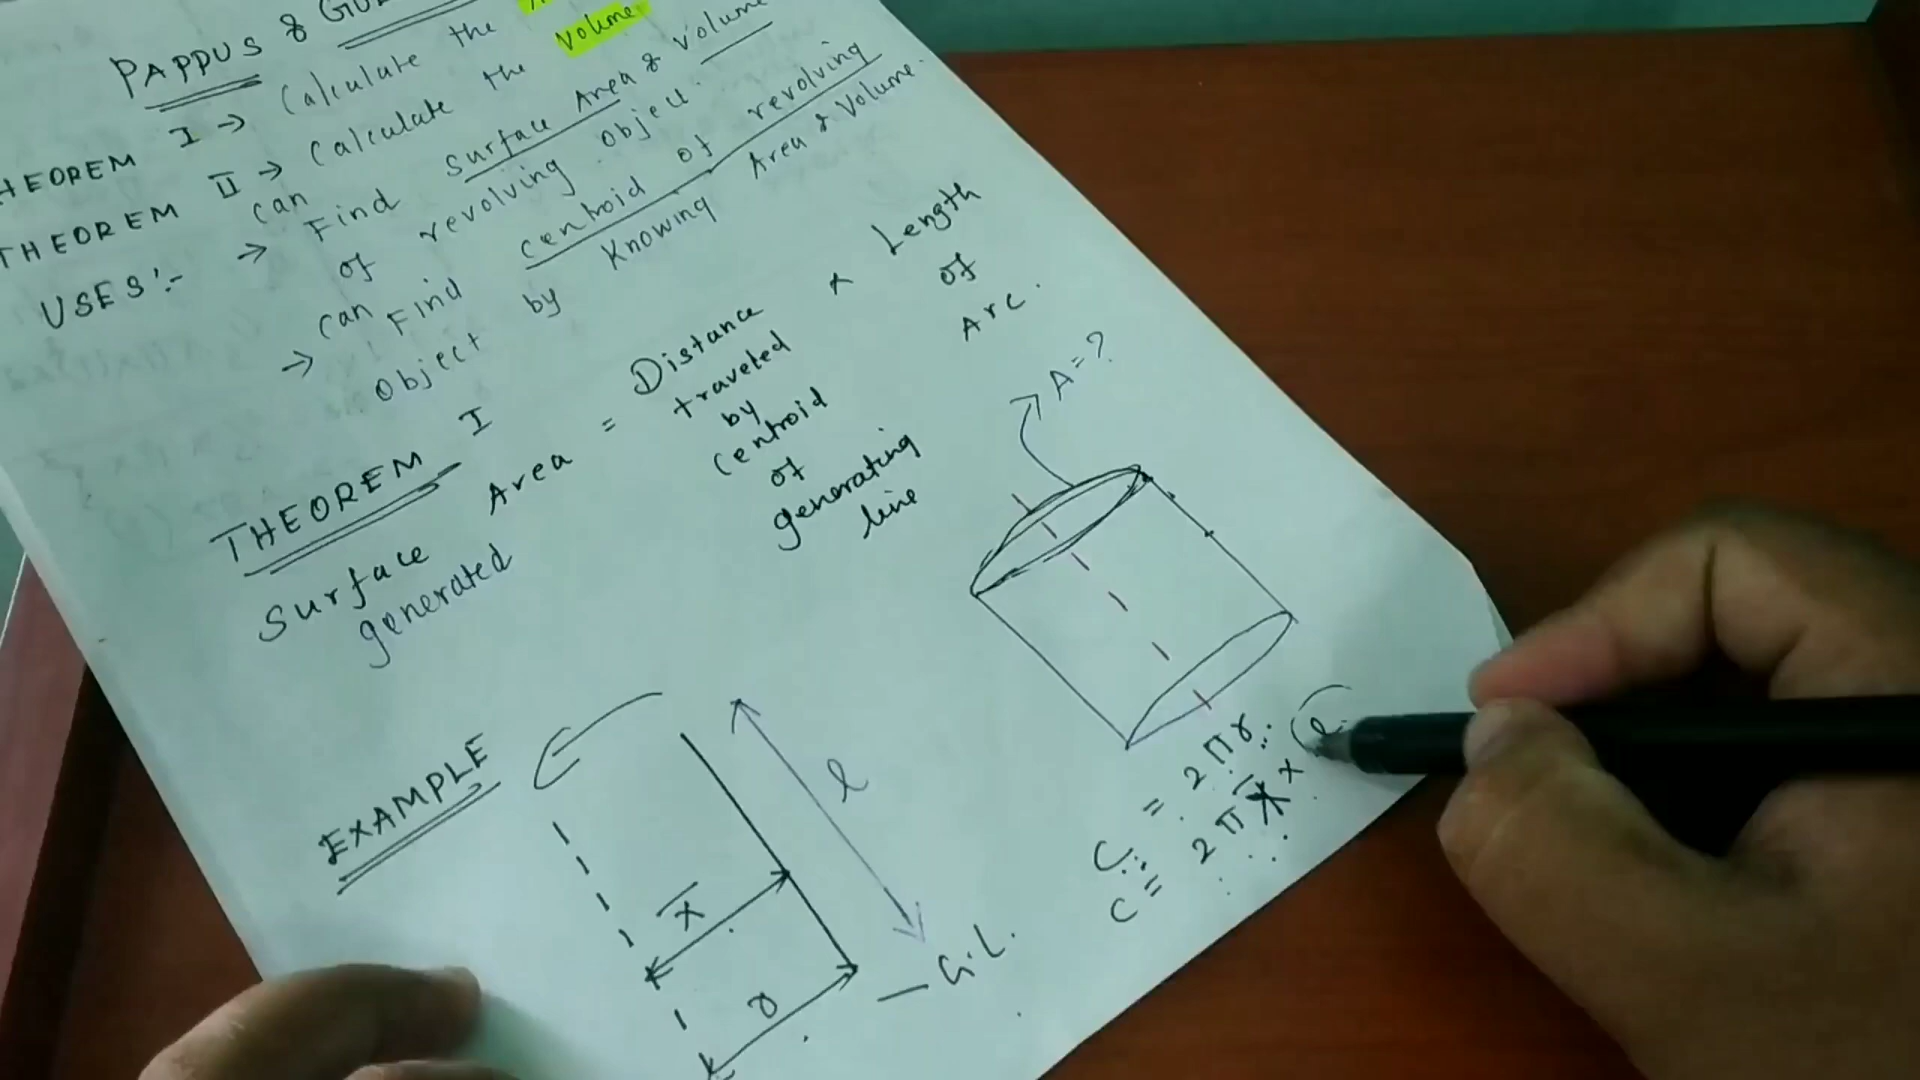 PAPPUS &
THEOREM I → Calculate the
THEOREM II → Calculate the Volume
USES:- → can Find Surface Area & Volume
of revolving object.
→ can Find centroid of revolving
Object by Knowing Area & Volume.
THEOREM I
Surface Area generated = Distance traveled by centroid of generating line × Length of Arc.
A = ?
EXAMPLE
l
x̄
r
G.L.
C = 2πr.
C = 2π x̄ × l